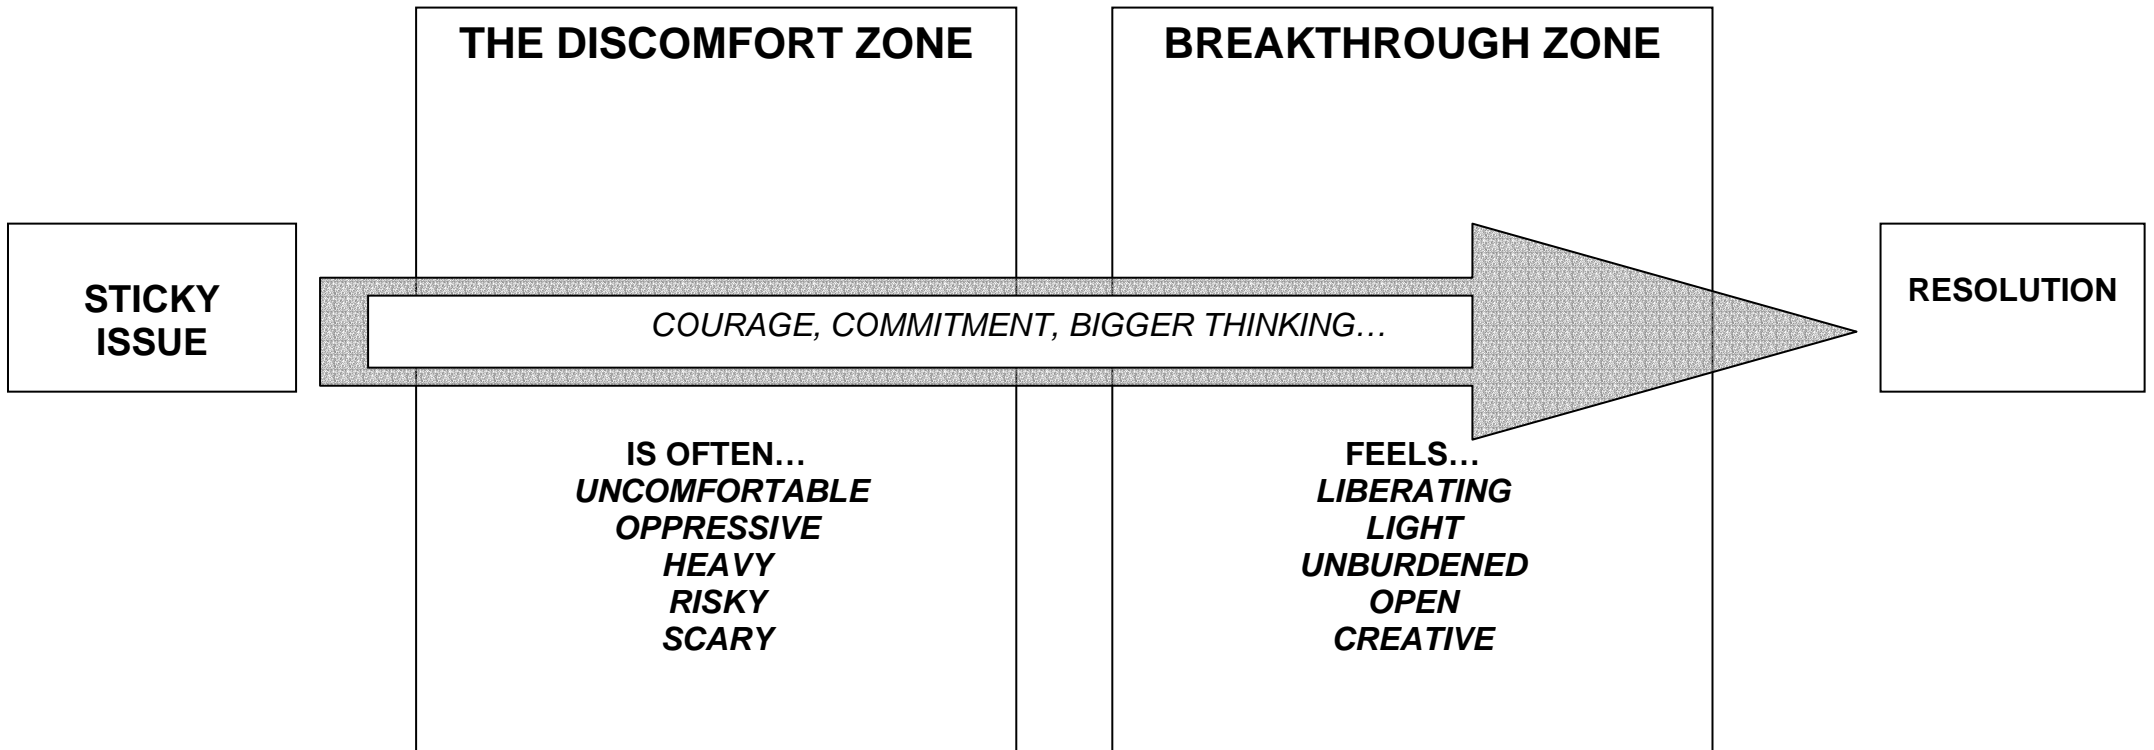 THE DISCOMFORT ZONE
BREAKTHROUGH ZONE
STICKY
ISSUE
COURAGE, COMMITMENT, BIGGER THINKING…
RESOLUTION
IS OFTEN…
UNCOMFORTABLE
OPPRESSIVE
HEAVY
RISKY
SCARY
FEELS…
LIBERATING
LIGHT
UNBURDENED
OPEN
CREATIVE